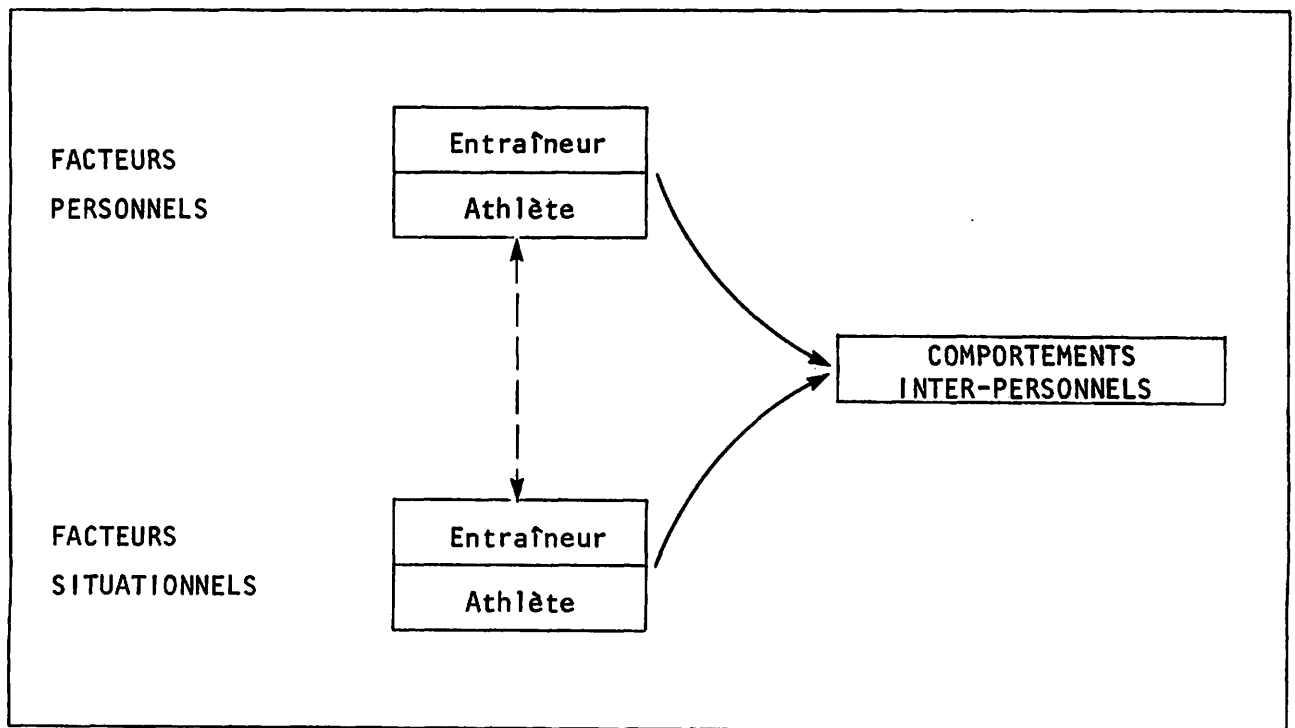 FACTEURS
PERSONNELS
Entraîneur
Athlète
COMPORTEMENTS
INTER-PERSONNELS
FACTEURS
SITUATIONNELS
Entraîneur
Athlète